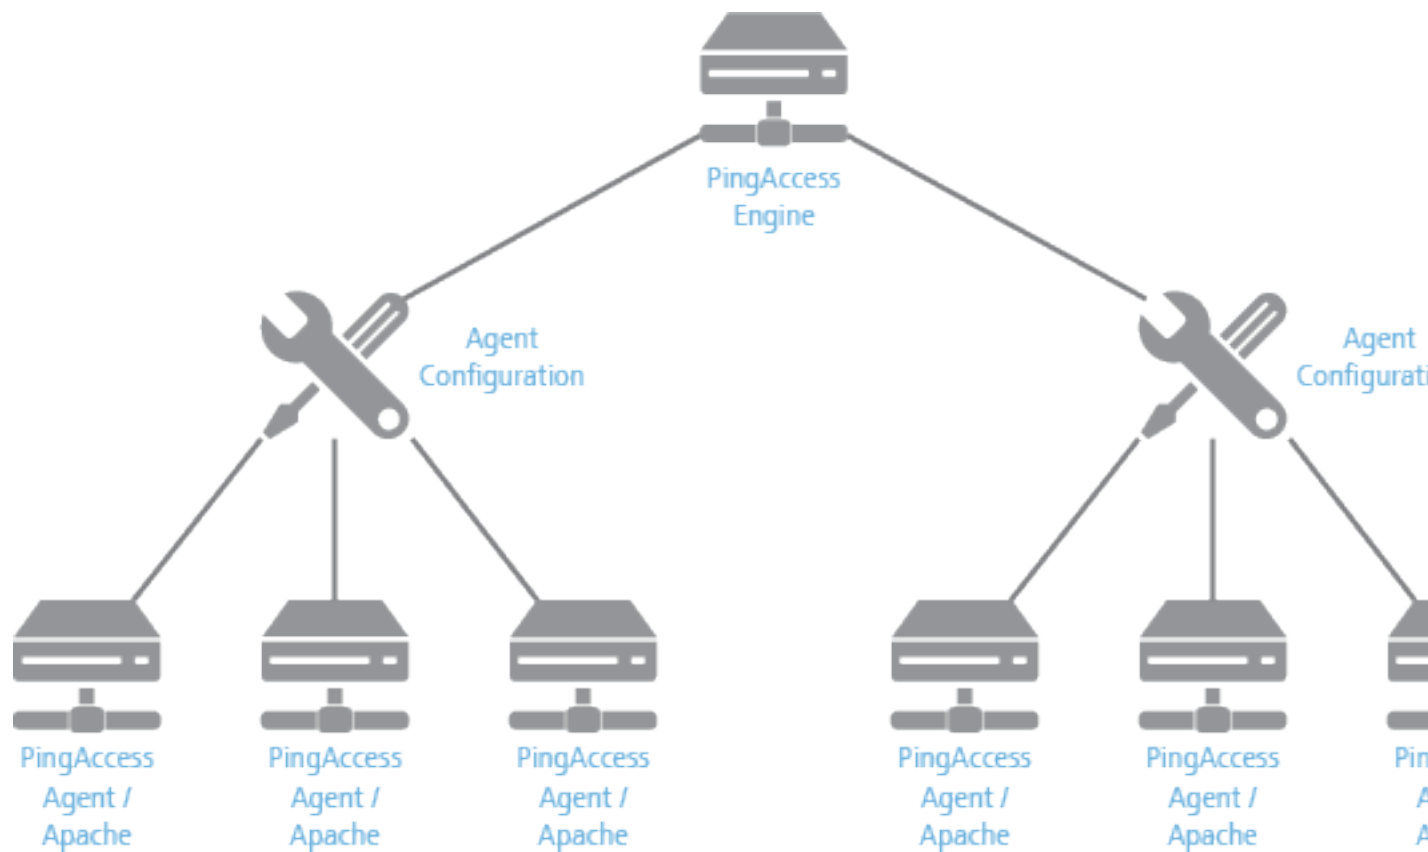 PingAccess
Engine
Agent
Configuration
Agent
PingAccess
Agent /
Apache
PingAccess
Agent /
Apache
PingAccess
Agent /
Apache
PingAccess
Agent /
Apache
PingAccess
Agent /
Apache